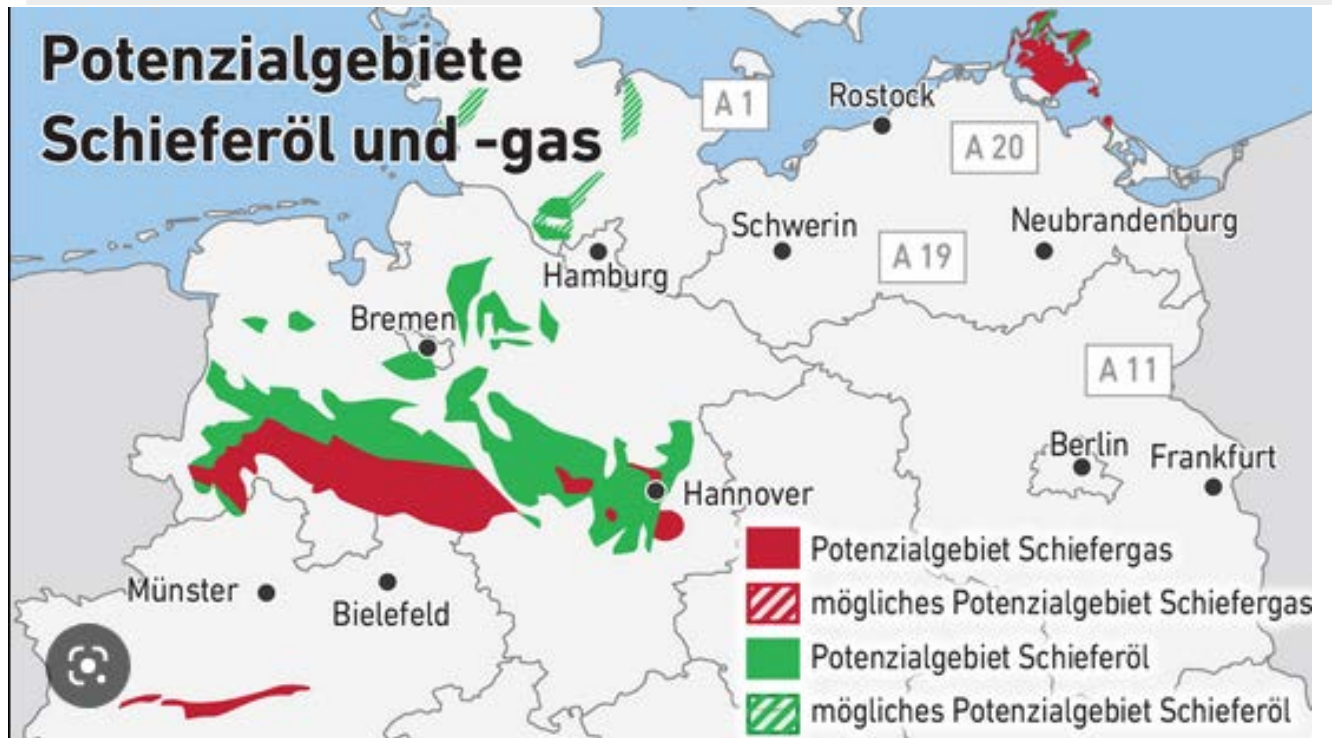 Potenzialgebiete
Schieferöl und -gas
A 1
Rostock
A 20
Schwerin
Neubrandenburg
A 19
Hamburg
Bremen
A 11
Berlin
Frankfurt
Hannover
Münster
Bielefeld
Potenzialgebiet Schiefergas
mögliches Potenzialgebiet Schiefergas
Potenzialgebiet Schieferöl
mögliches Potenzialgebiet Schieferöl